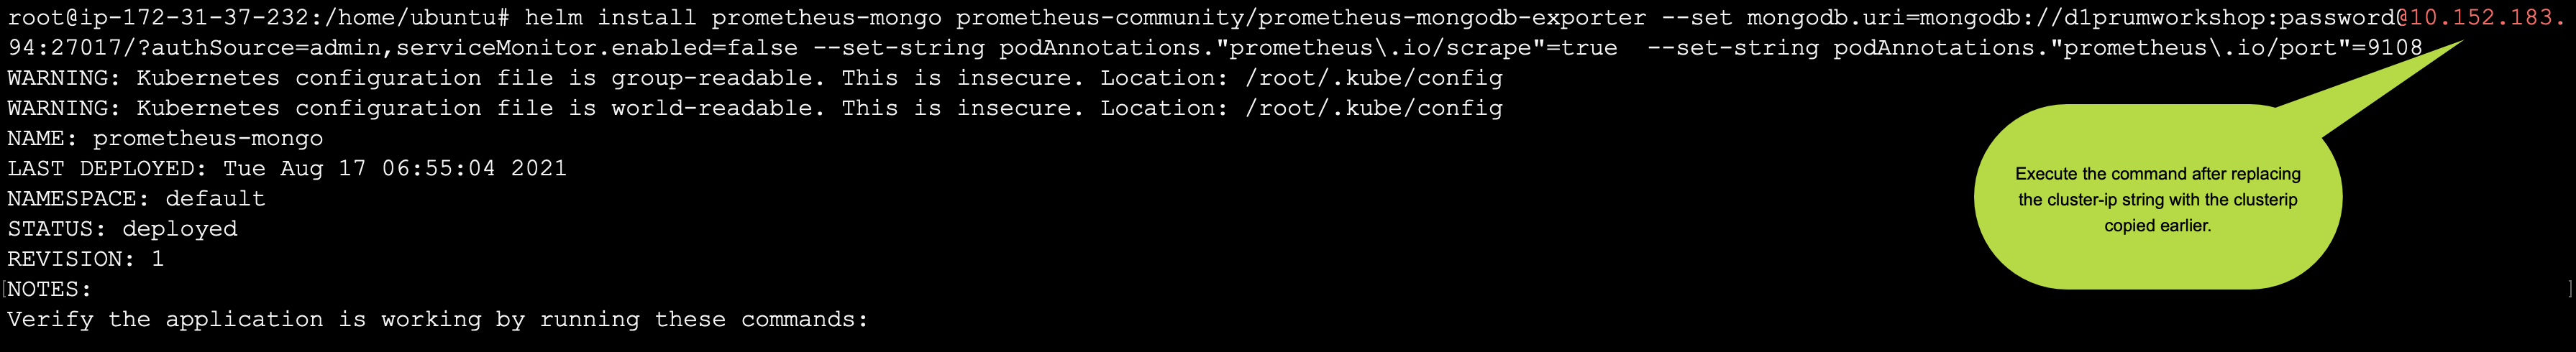 root@ip-172-31-37-232:/home/ubuntu# helm install prometheus-mongo prometheus-community/prometheus-mongodb-exporter --set mongodb.uri=mongodb://d1prumworkshop:password@10.152.183.
94:27017/?authSource=admin,serviceMonitor.enabled=false --set-string podAnnotations."prometheus\.io/scrape"=true  --set-string podAnnotations."prometheus\.io/port"=9108
WARNING: Kubernetes configuration file is group-readable. This is insecure. Location: /root/.kube/config
WARNING: Kubernetes configuration file is world-readable. This is insecure. Location: /root/.kube/config
NAME: prometheus-mongo
LAST DEPLOYED: Tue Aug 17 06:55:04 2021
NAMESPACE: default
STATUS: deployed
REVISION: 1
[NOTES: ]
Verify the application is working by running these commands:
Execute the command after replacing
the cluster-ip string with the clusterip
copied earlier.